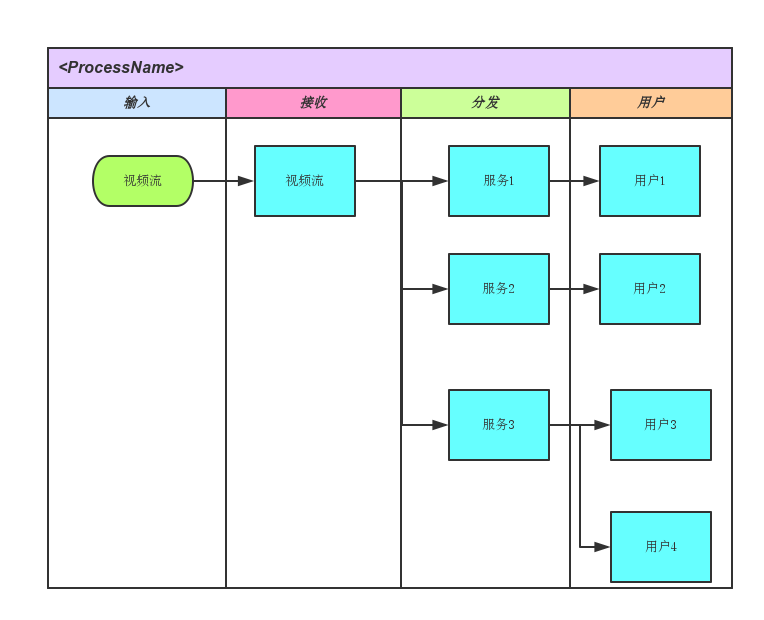 <ProcessName>
输入
接收
分发
用户
视频流
视频流
服务1
用户1
服务2
用户2
服务3
用户3
用户4